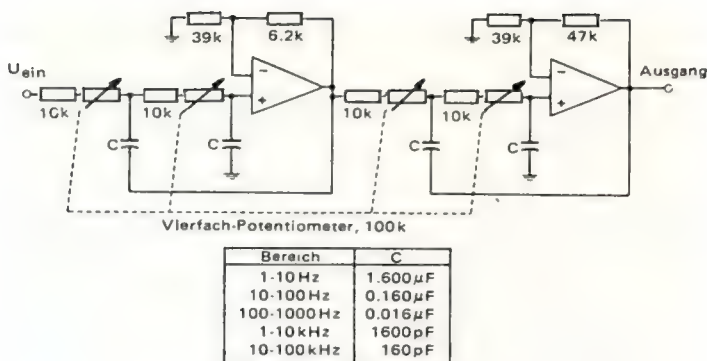 39k
6.2k
39k
47k
U ein
Ausgang
10k
10k
10k
10k
C
C
C
C
−
+
−
+
Vierfach-Potentiometer, 100k
Bereich C
1-10Hz 1.600µF
10-100Hz 0.160µF
100-1000Hz 0.016µF
1-10kHz 1600pF
10-100kHz 160pF